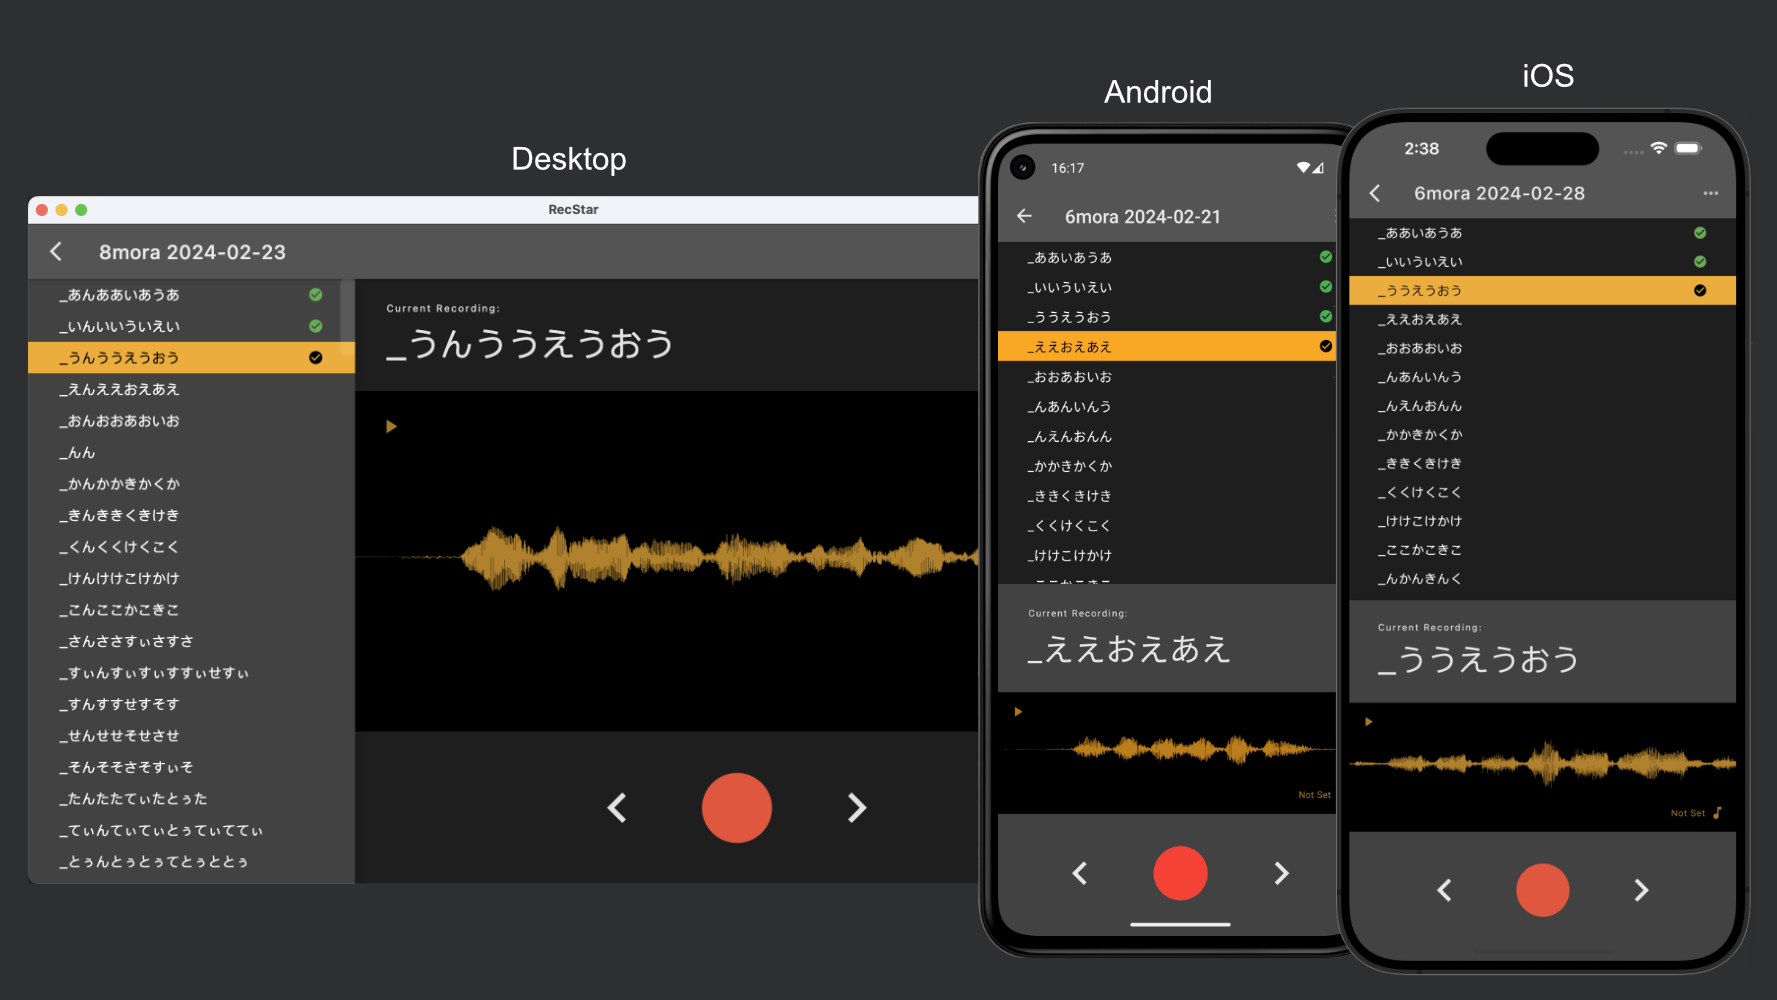 Desktop
RecStar
8mora 2024-02-23
_あんああいあうあ
_いんいいういえい
_うんううえうおう
_えんええおえあえ
_おんおおあおいお
_んん
_かんかかきかくか
_きんききくきけき
_くんくくけくこく
_けんけけこけかけ
_こんここかこきこ
_さんささすぃさすさ
_すぃんすぃすぃすすぃせすぃ
_すんすすせすそす
_せんせせそせさせ
_そんそそさそすぃそ
_たんたたてぃたとぅた
_てぃんてぃてぃとぅてぃててぃ
_とぅんとぅとぅてとぅととぅ
Current Recording:
_うんううえうおう
Android
16:17
6mora 2024-02-21
_ああいあうあ
_いいういえい
_ううえうおう
_ええおえあえ
_おおあおいお
_んあんいんう
_んえんおんん
_かかきかくか
_ききくきけき
_くくけくこく
_けけこけかけ
_ここかこきこ
Current Recording:
_ええおえあえ
Not Set
iOS
2:38
6mora 2024-02-28
_ああいあうあ
_いいういえい
_ううえうおう
_ええおえあえ
_おおあおいお
_んあんいんう
_んえんおんん
_かかきかくか
_ききくきけき
_くくけくこく
_けけこけかけ
_ここかこきこ
_んかんきんく
Current Recording:
_ううえうおう
Not Set